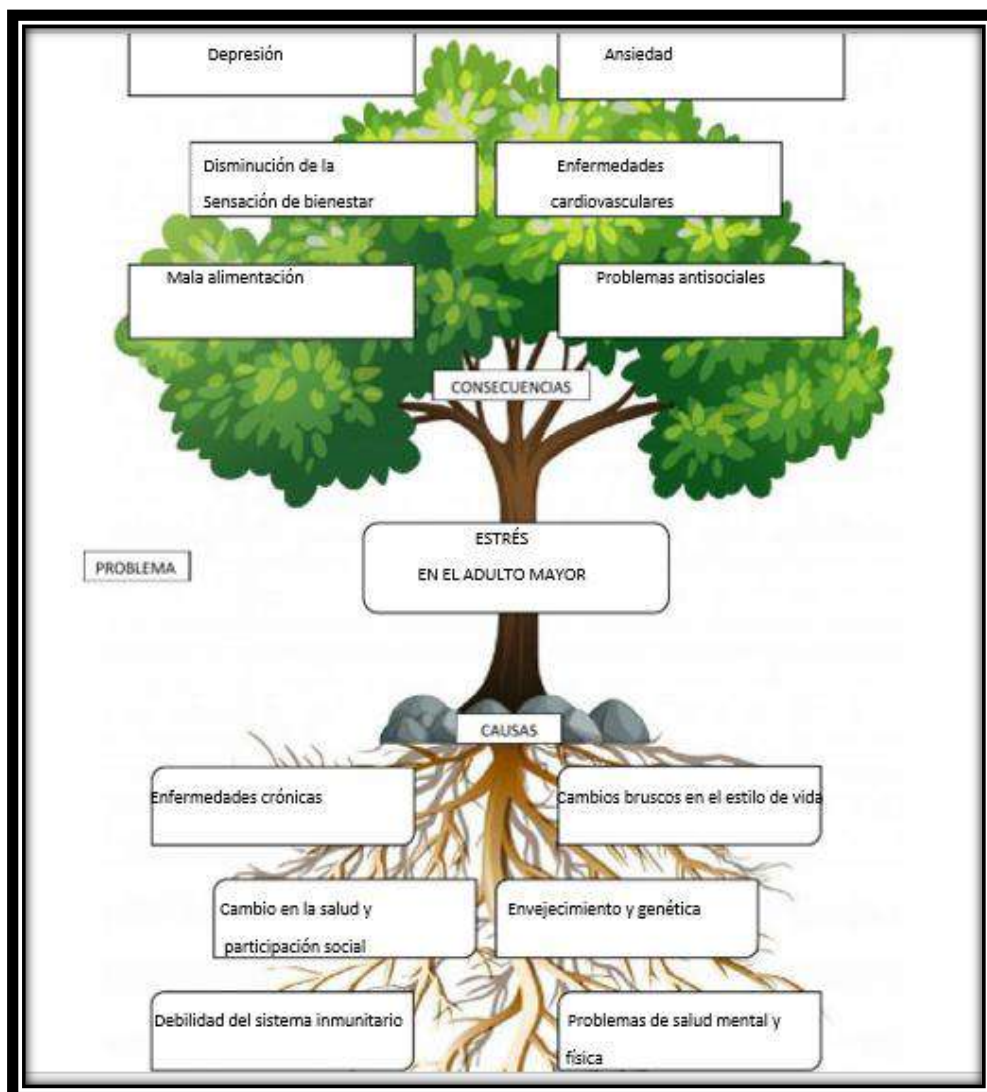 Depresión
Ansiedad
Disminución de la
Sensación de bienestar
Enfermedades
cardiovasculares
Mala alimentación
Problemas antisociales
CONSECUENCIAS
ESTRÉS
EN EL ADULTO MAYOR
PROBLEMA
CAUSAS
Enfermedades crónicas
Cambios bruscos en el estilo de vida
Cambio en la salud y
participación social
Envejecimiento y genética
Debilidad del sistema inmunitario
Problemas de salud mental y
física